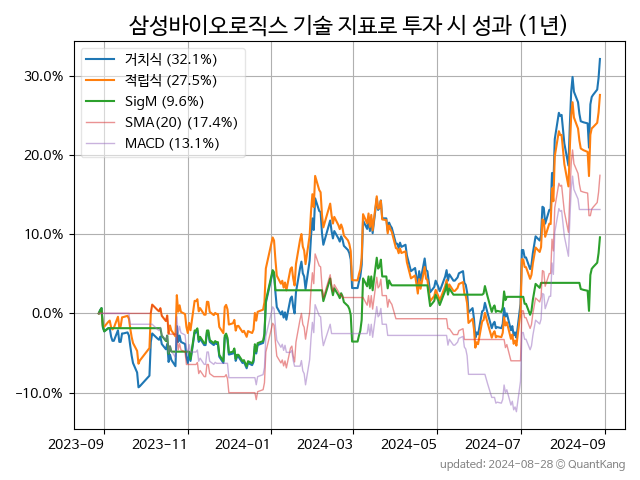 삼성바이오로직스 기술 지표로 투자 시 성과 (1년)
거치식 (32.1%)
적립식 (27.5%)
SigM (9.6%)
SMA(20) (17.4%)
MACD (13.1%)
30.0%
20.0%
10.0%
0.0%
−10.0%
2023-09 2023-11 2024-01 2024-03 2024-05 2024-07 2024-09
updated: 2024-08-28 © QuantKang